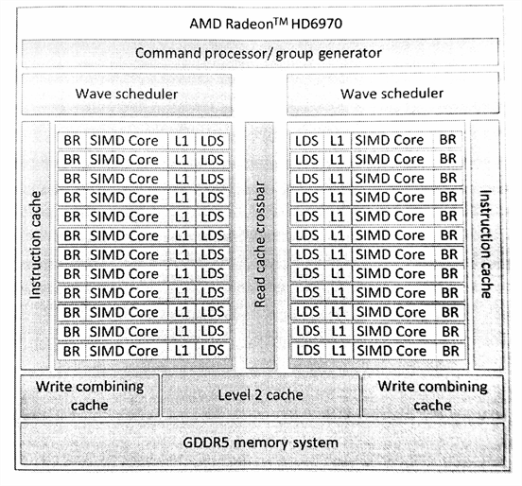 AMD Radeon™ HD6970
Command processor/ group generator
Wave scheduler
Wave scheduler
Instruction cache
BR SIMD Core L1 LDS
BR SIMD Core L1 LDS
BR SIMD Core L1 LDS
BR SIMD Core L1 LDS
BR SIMD Core L1 LDS
BR SIMD Core L1 LDS
BR SIMD Core L1 LDS
BR SIMD Core L1 LDS
BR SIMD Core L1 LDS
BR SIMD Core L1 LDS
BR SIMD Core L1 LDS
BR SIMD Core L1 LDS
Read cache crossbar
LDS L1 SIMD Core BR
LDS L1 SIMD Core BR
LDS L1 SIMD Core BR
LDS L1 SIMD Core BR
LDS L1 SIMD Core BR
LDS L1 SIMD Core BR
LDS L1 SIMD Core BR
LDS L1 SIMD Core BR
LDS L1 SIMD Core BR
LDS L1 SIMD Core BR
LDS L1 SIMD Core BR
LDS L1 SIMD Core BR
Instruction cache
Write combining
cache
Level 2 cache
Write combining
cache
GDDR5 memory system